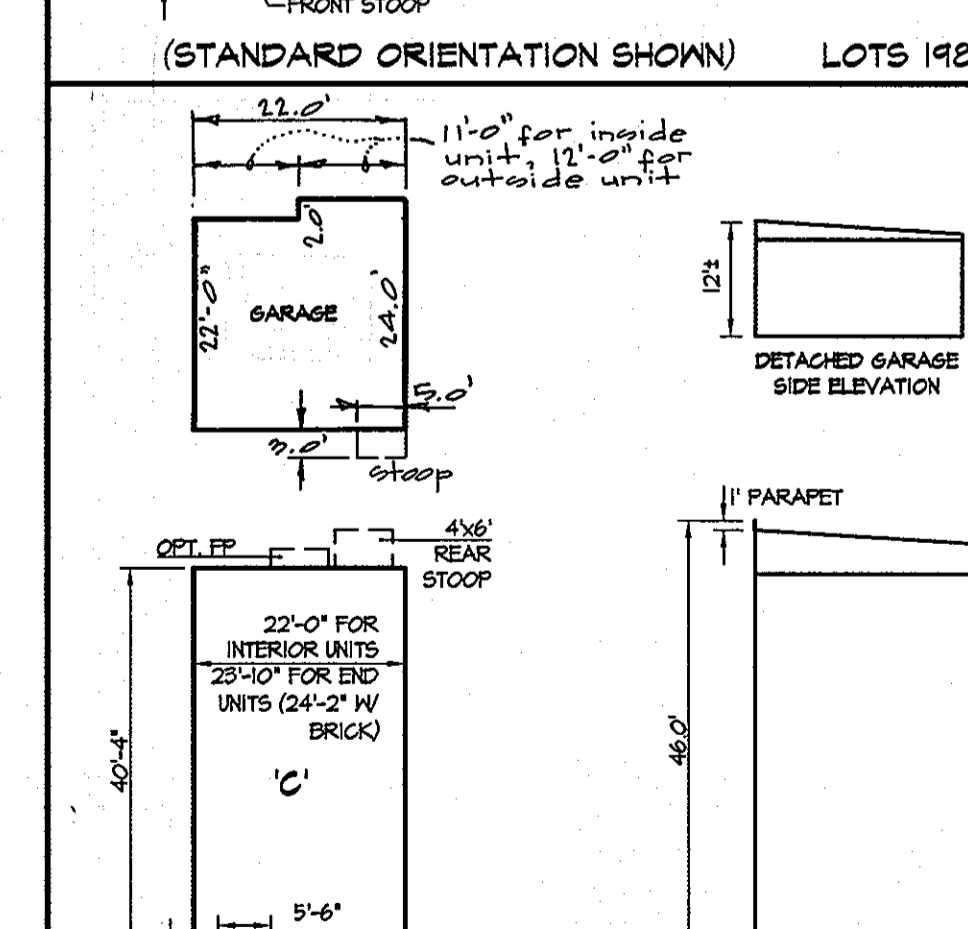 FRONT STOOP
(STANDARD ORIENTATION SHOWN)
LOTS 198
22.0'
11'-0" for inside
unit, 12'-0" for
outside unit
2.0'
22'-0"
GARAGE
24.0'
5.0'
3.0'
stoop
12'±
DETACHED GARAGE
SIDE ELEVATION
1' PARAPET
OPT. FP
4'x6'
REAR
STOOP
22'-0" FOR
INTERIOR UNITS
23'-10" FOR END
UNITS (24'-2" W/
BRICK)
40'-4"
'C'
46.0'
5'-6"